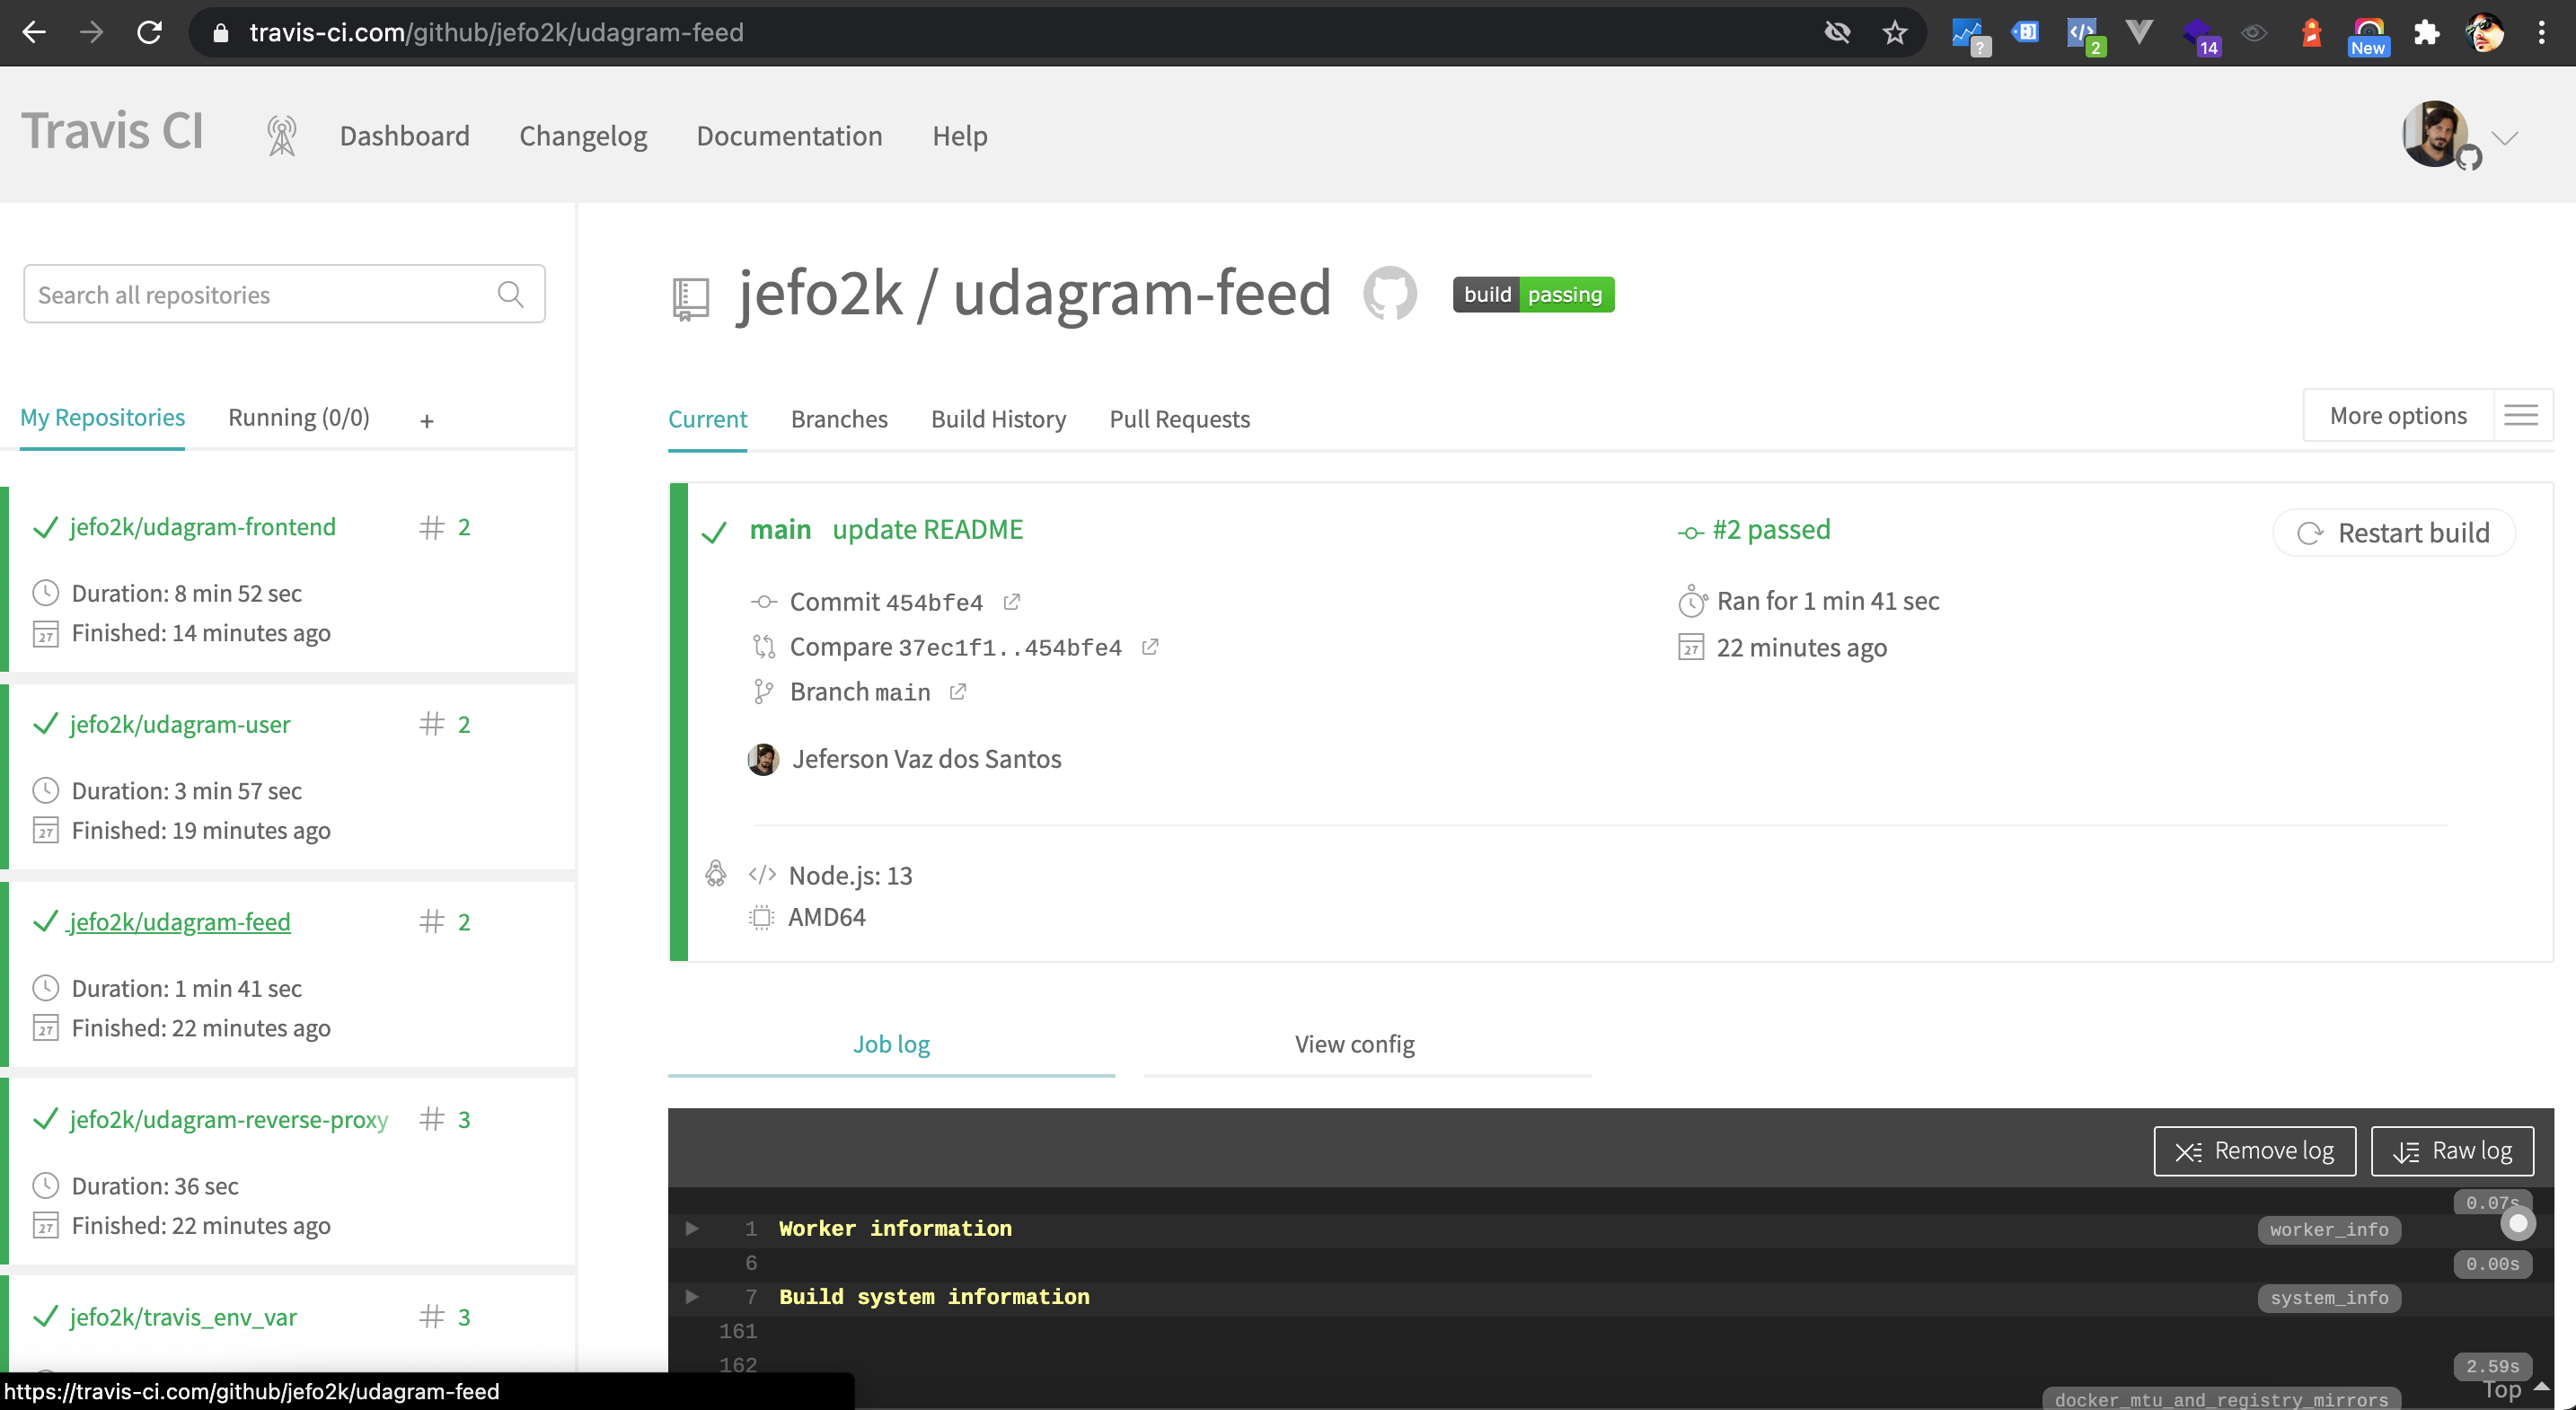 travis-ci.com/github/jefo2k/udagram-feed
?
2
14
New
Travis CI
Dashboard
Changelog
Documentation
Help
Search all repositories
My Repositories
Running (0/0)
+
jefo2k/udagram-frontend # 2
Duration: 8 min 52 sec
27 Finished: 14 minutes ago
jefo2k/udagram-user # 2
Duration: 3 min 57 sec
27 Finished: 19 minutes ago
jefo2k/udagram-feed # 2
Duration: 1 min 41 sec
27 Finished: 22 minutes ago
jefo2k/udagram-reverse-proxy # 3
Duration: 36 sec
27 Finished: 22 minutes ago
jefo2k/travis_env_var # 3
https://travis-ci.com/github/jefo2k/udagram-feed
jefo2k / udagram-feed
build passing
Current
Branches
Build History
Pull Requests
More options
main update README
Commit 454bfe4
Compare 37ec1f1..454bfe4
Branch main
Jeferson Vaz dos Santos
#2 passed
Ran for 1 min 41 sec
27 22 minutes ago
Restart build
</> Node.js: 13
AMD64
Job log
View config
Remove log
Raw log
0.07s
1 Worker information worker_info
6 0.00s
7 Build system information system_info
161
162 2.59s
docker_mtu_and_registry_mirrors
Top